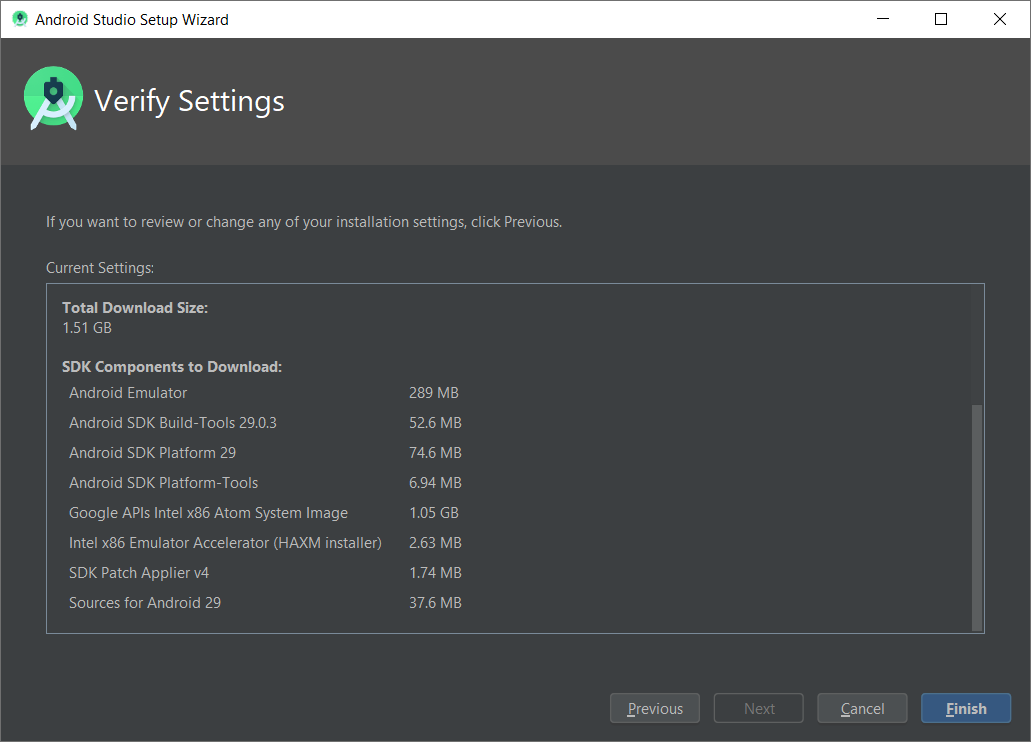 Android Studio Setup Wizard
Verify Settings
If you want to review or change any of your installation settings, click Previous.
Current Settings:
Total Download Size:
1.51 GB
SDK Components to Download:
Android Emulator 289 MB
Android SDK Build-Tools 29.0.3 52.6 MB
Android SDK Platform 29 74.6 MB
Android SDK Platform-Tools 6.94 MB
Google APIs Intel x86 Atom System Image 1.05 GB
Intel x86 Emulator Accelerator (HAXM installer) 2.63 MB
SDK Patch Applier v4 1.74 MB
Sources for Android 29 37.6 MB
Previous Next Cancel Finish